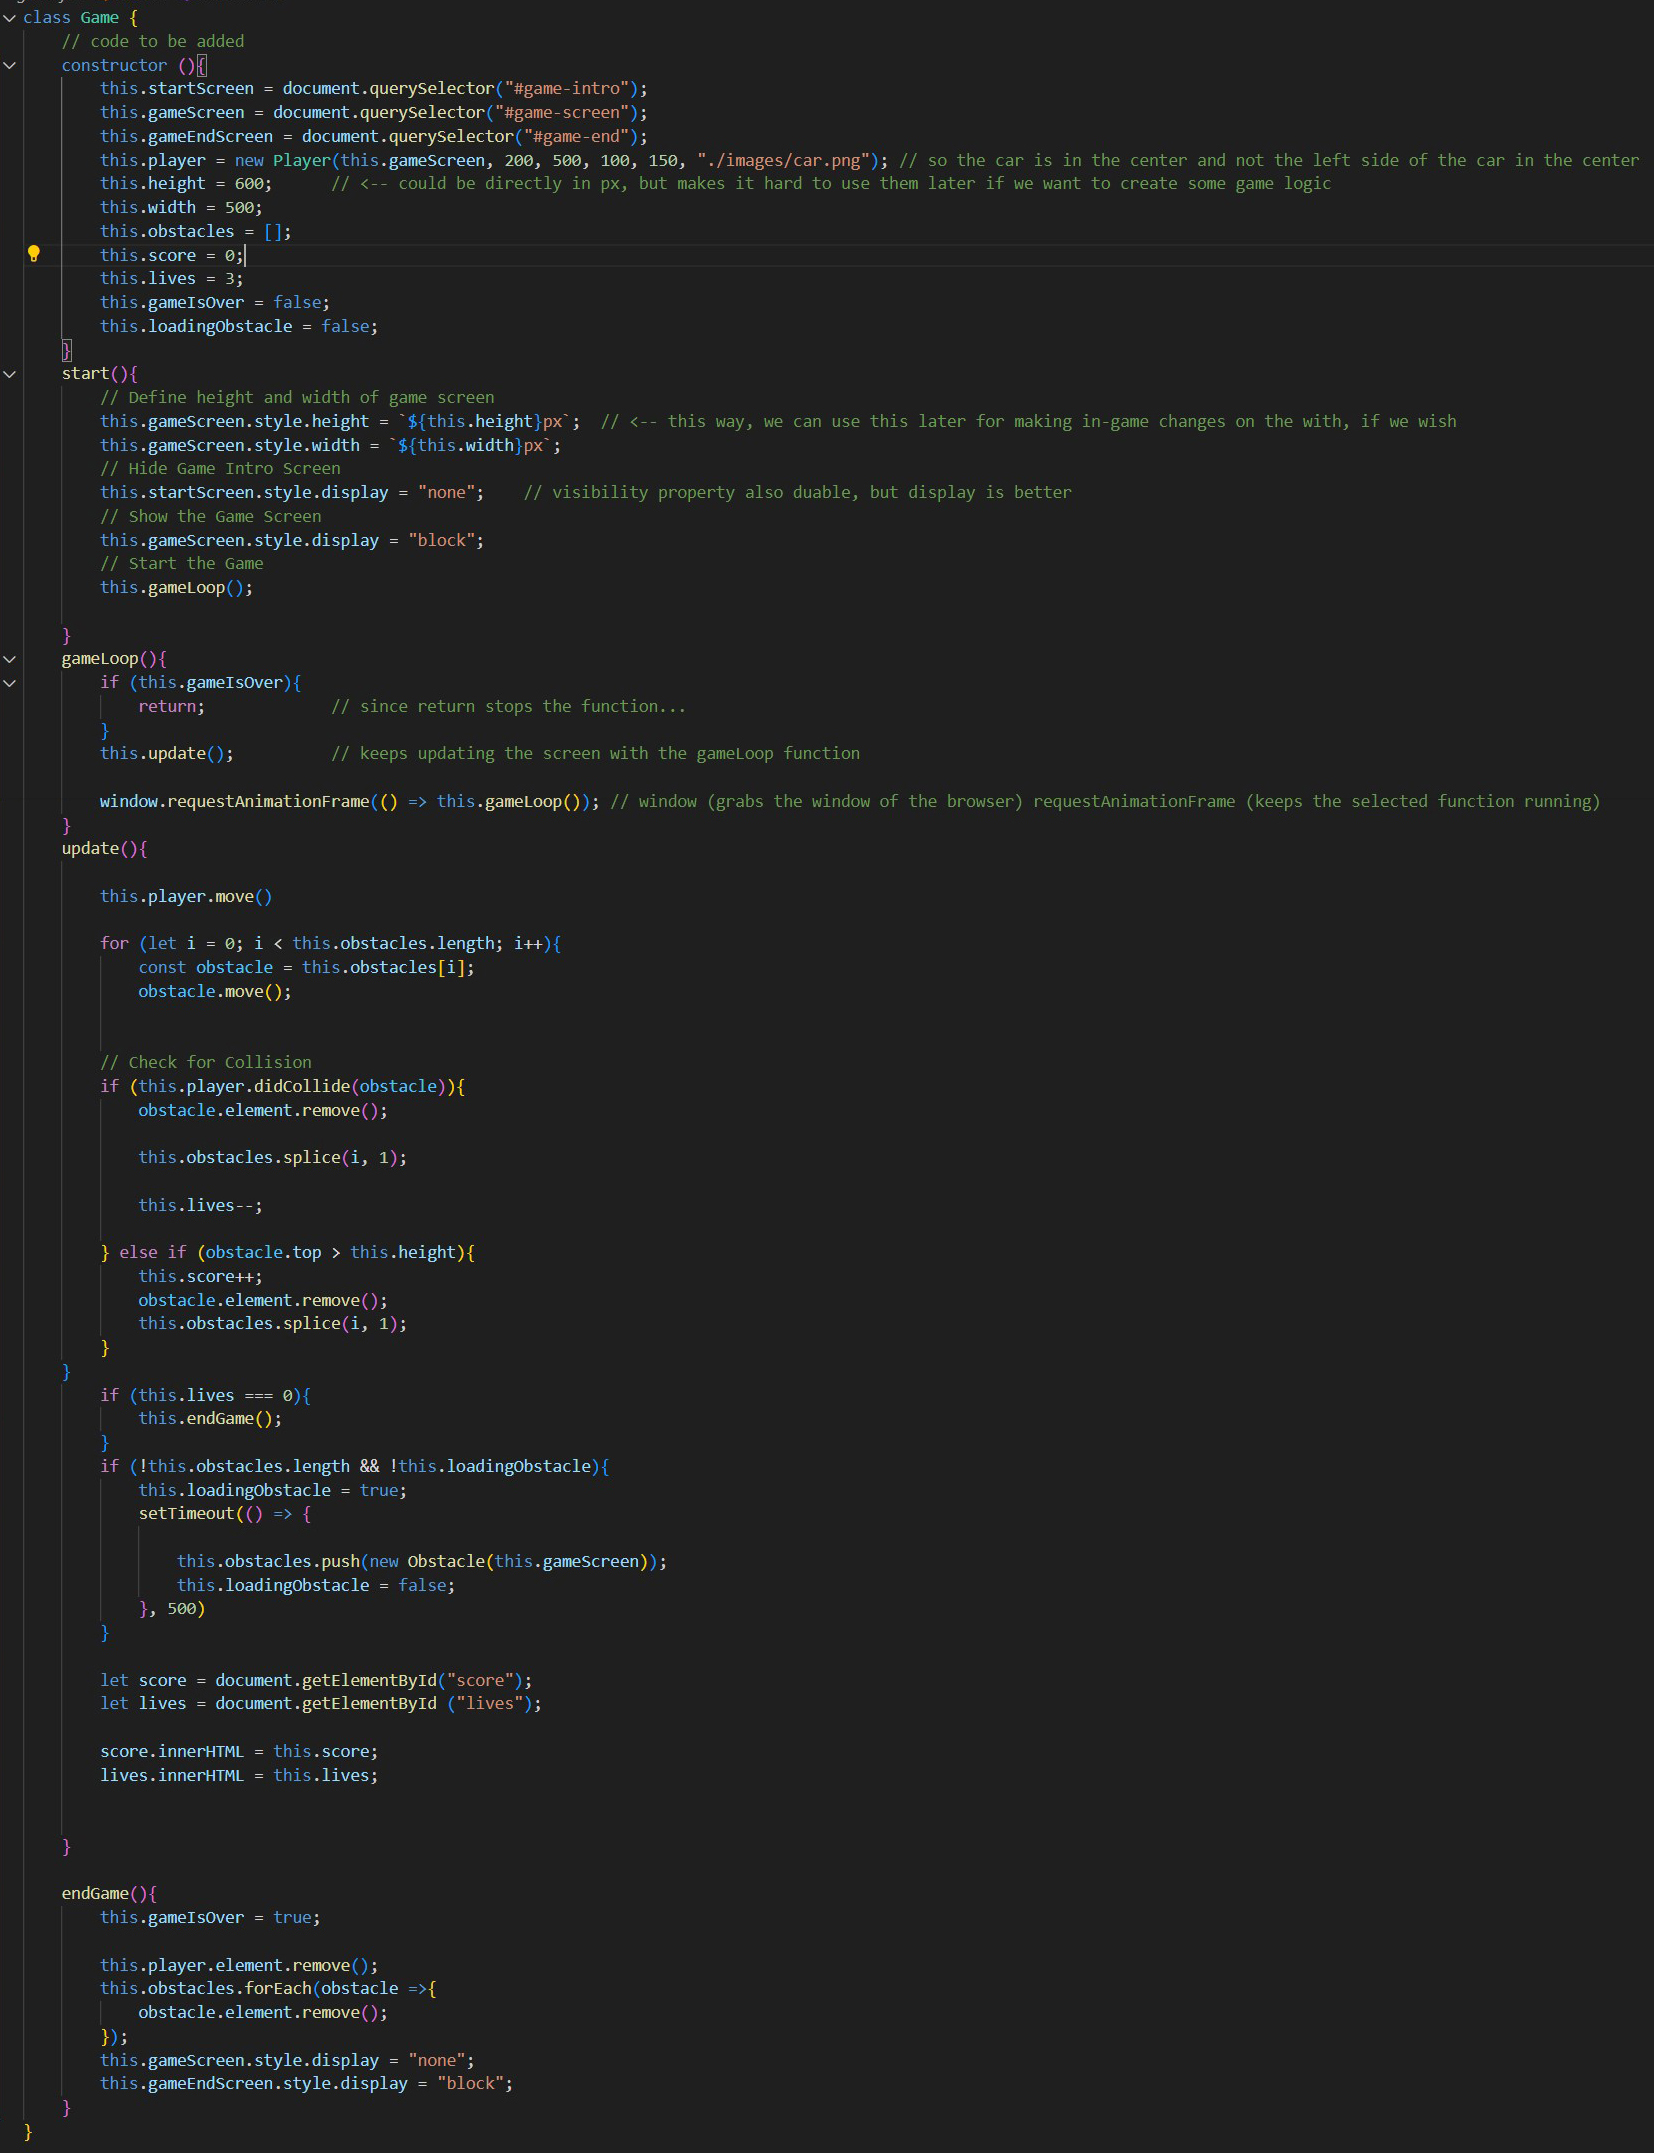 class Game {
// code to be added
constructor (){
this.startScreen = document.querySelector("#game-intro");
this.gameScreen = document.querySelector("#game-screen");
this.gameEndScreen = document.querySelector("#game-end");
this.player = new Player(this.gameScreen, 200, 500, 100, 150, "./images/car.png"); // so the car is in the center and not the left side of the car in the center
this.height = 600;      // <-- could be directly in px, but makes it hard to use them later if we want to create some game logic
this.width = 500;
this.obstacles = [];
this.score = 0;
this.lives = 3;
this.gameIsOver = false;
this.loadingObstacle = false;
}
start(){
// Define height and width of game screen
this.gameScreen.style.height = `${this.height}px`;  // <-- this way, we can use this later for making in-game changes on the with, if we wish
this.gameScreen.style.width = `${this.width}px`;
// Hide Game Intro Screen
this.startScreen.style.display = "none";    // visibility property also duable, but display is better
// Show the Game Screen
this.gameScreen.style.display = "block";
// Start the Game
this.gameLoop();
}
gameLoop(){
if (this.gameIsOver){
return;             // since return stops the function...
}
this.update();          // keeps updating the screen with the gameLoop function
window.requestAnimationFrame(() => this.gameLoop()); // window (grabs the window of the browser) requestAnimationFrame (keeps the selected function running)
}
update(){
this.player.move()
for (let i = 0; i < this.obstacles.length; i++){
const obstacle = this.obstacles[i];
obstacle.move();
// Check for Collision
if (this.player.didCollide(obstacle)){
obstacle.element.remove();
this.obstacles.splice(i, 1);
this.lives--;
} else if (obstacle.top > this.height){
this.score++;
obstacle.element.remove();
this.obstacles.splice(i, 1);
}
}
if (this.lives === 0){
this.endGame();
}
if (!this.obstacles.length && !this.loadingObstacle){
this.loadingObstacle = true;
setTimeout(() => {
this.obstacles.push(new Obstacle(this.gameScreen));
this.loadingObstacle = false;
}, 500)
}
let score = document.getElementById("score");
let lives = document.getElementById ("lives");
score.innerHTML = this.score;
lives.innerHTML = this.lives;
}
endGame(){
this.gameIsOver = true;
this.player.element.remove();
this.obstacles.forEach(obstacle =>{
obstacle.element.remove();
});
this.gameScreen.style.display = "none";
this.gameEndScreen.style.display = "block";
}
}